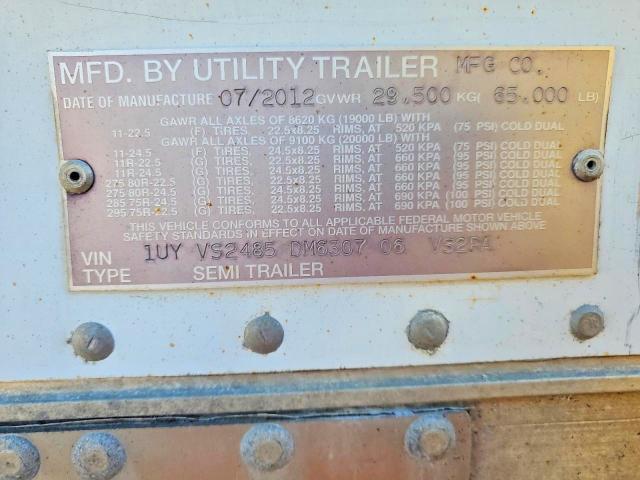 MFD. BY UTILITY TRAILER MFG CO.
DATE OF MANUFACTURE 07/2012 GVWR 29,500 KG( 65,000 LB)
GAWR ALL AXLES OF 8620 KG (19000 LB) WITH
11-22.5 (F) TIRES, 22.5x8.25 RIMS, AT 520 KPA (75 PSI) COLD DUAL
GAWR ALL AXLES OF 9100 KG (20000 LB) WITH
11-24.5 (F) TIRES, 24.5x8.25 RIMS, AT 520 KPA (75 PSI) COLD DUAL
11R-22.5 (G) TIRES, 22.5x8.25 RIMS, AT 660 KPA (95 PSI) COLD DUAL
11R-24.5 (G) TIRES, 24.5x8.25 RIMS, AT 660 KPA (95 PSI) COLD DUAL
275 80R-22.5 (G) TIRES, 22.5x8.25 RIMS, AT 660 KPA (95 PSI) COLD DUAL
275 80R-24.5 (G) TIRES, 24.5x8.25 RIMS, AT 660 KPA (95 PSI) COLD DUAL
285 75R-24.5 (G) TIRES, 24.5x8.25 RIMS, AT 690 KPA (100 PSI) COLD DUAL
295 75R-22.5 (G) TIRES, 22.5x8.25 RIMS, AT 690 KPA (100 PSI) COLD DUAL
THIS VEHICLE CONFORMS TO ALL APPLICABLE FEDERAL MOTOR VEHICLE
SAFETY STANDARDS IN EFFECT ON DATE OF MANUFACTURE SHOWN ABOVE
VIN 1UY VS2485 DM6307 06 VS2RA
TYPE SEMI TRAILER